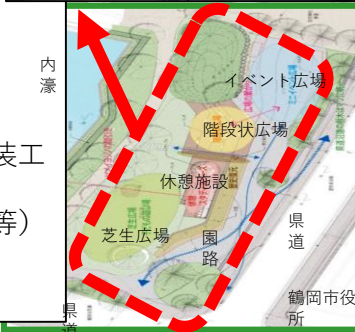 内
濠
イベント広場
階段状広場
装工
休憩施設
等）
芝生広場
園
路
県
道
県
道
鶴岡市役
所